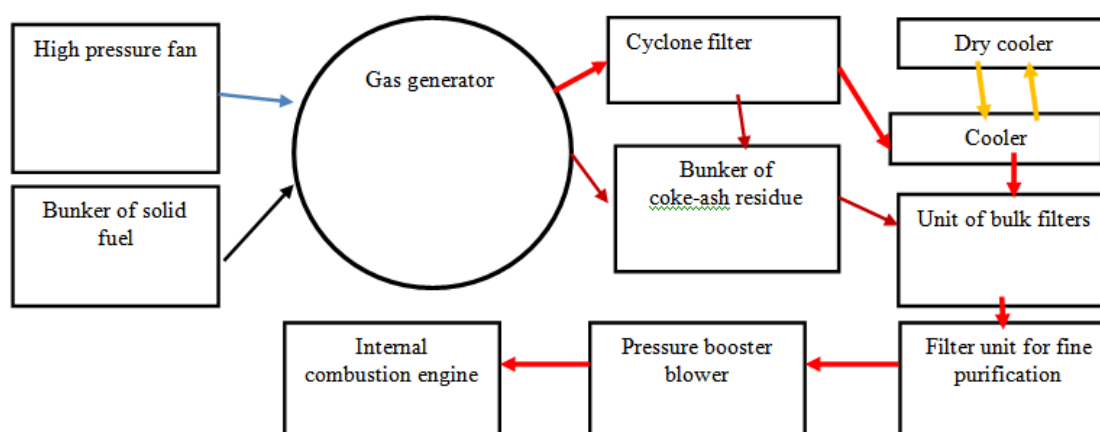 High pressure fan
Gas generator
Cyclone filter
Dry cooler
Cooler
Bunker of solid
fuel
Bunker of
coke-ash residue
Unit of bulk filters
Internal
combustion engine
Pressure booster
blower
Filter unit for fine
purification